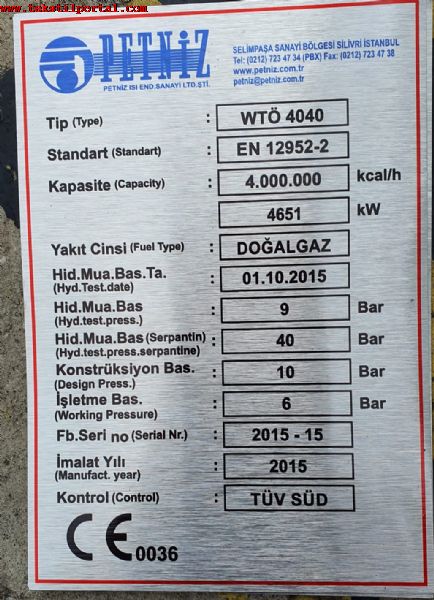 www.tekstilportal.com
PETNİZ
PETNİZ ISI END.SANAYİ LTD.ŞTİ.
SELİMPAŞA SANAYİ BÖLGESİ SİLİVRİ İSTANBUL
Tel: (0212) 723 47 34 (PBX) Fax: (0212) 723 47 38
www.petniz.com.tr
petniz@petniz.com.tr
Tip (Type) : WTÖ 4040
Standart (Standart) : EN 12952-2
Kapasite (Capacity) : 4.000.000 kcal/h
4651 kW
Yakıt Cinsi (Fuel Type) : DOĞALGAZ
Hid.Mua.Bas.Ta. : 01.10.2015
(Hyd.Test.date)
Hid.Mua.Bas : 9 Bar
(Hyd.test.press.)
Hid.Mua.Bas (Serpantin) : 40 Bar
(Hyd.test.press.serpantine)
Konstrüksiyon Bas. : 10 Bar
(Design Press.)
İşletme Bas. : 6 Bar
(Working Pressure)
Fb.Seri no (Serial Nr.) : 2015 - 15
İmalat Yılı : 2015
(Manufact. year)
Kontrol (Control) : TÜV SÜD
CE 0036